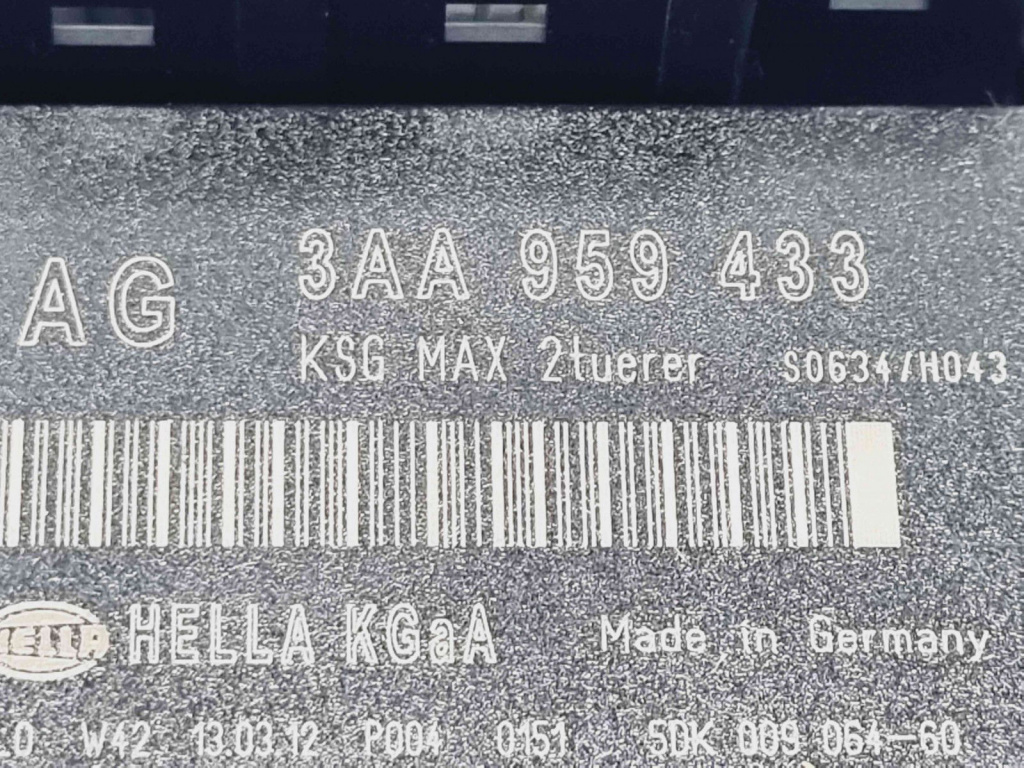 AG 3AA 959 433
KSG MAX 2tuerer S0634/H043
HELLA HELLA KGaA Made in Germany
W42 13.03.12 P004 0151 5DK 009 064-60